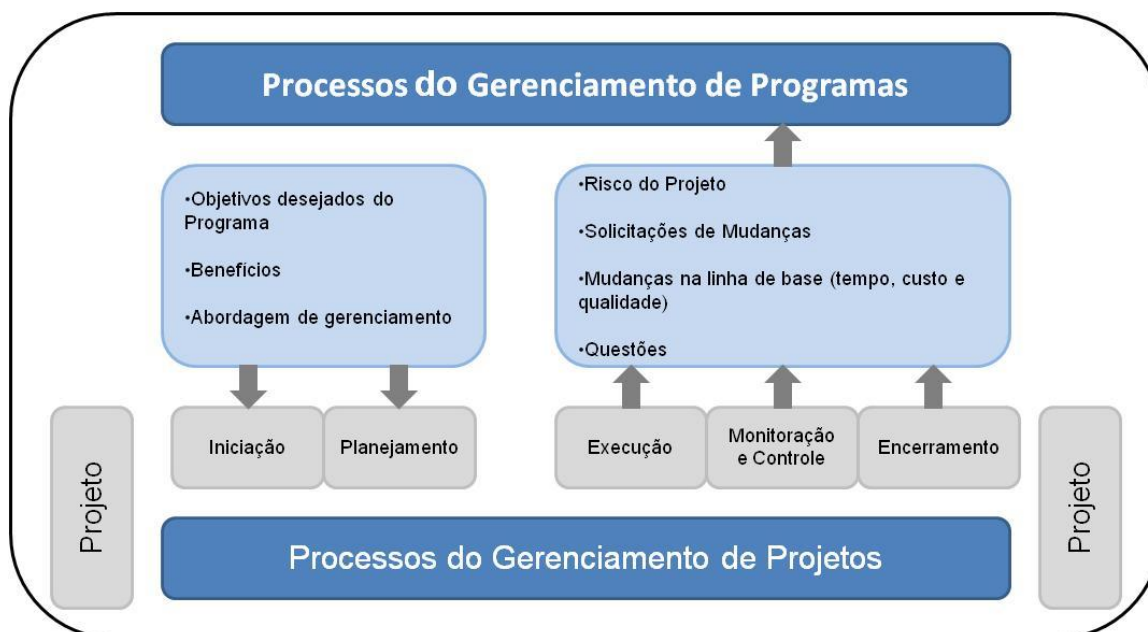 Processos do Gerenciamento de Programas
•Objetivos desejados do
Programa
•Benefícios
•Abordagem de gerenciamento
•Risco do Projeto
•Solicitações de Mudanças
•Mudanças na linha de base (tempo, custo e
qualidade)
•Questões
Projeto
Iniciação
Planejamento
Execução
Monitoração
e Controle
Encerramento
Projeto
Processos do Gerenciamento de Projetos